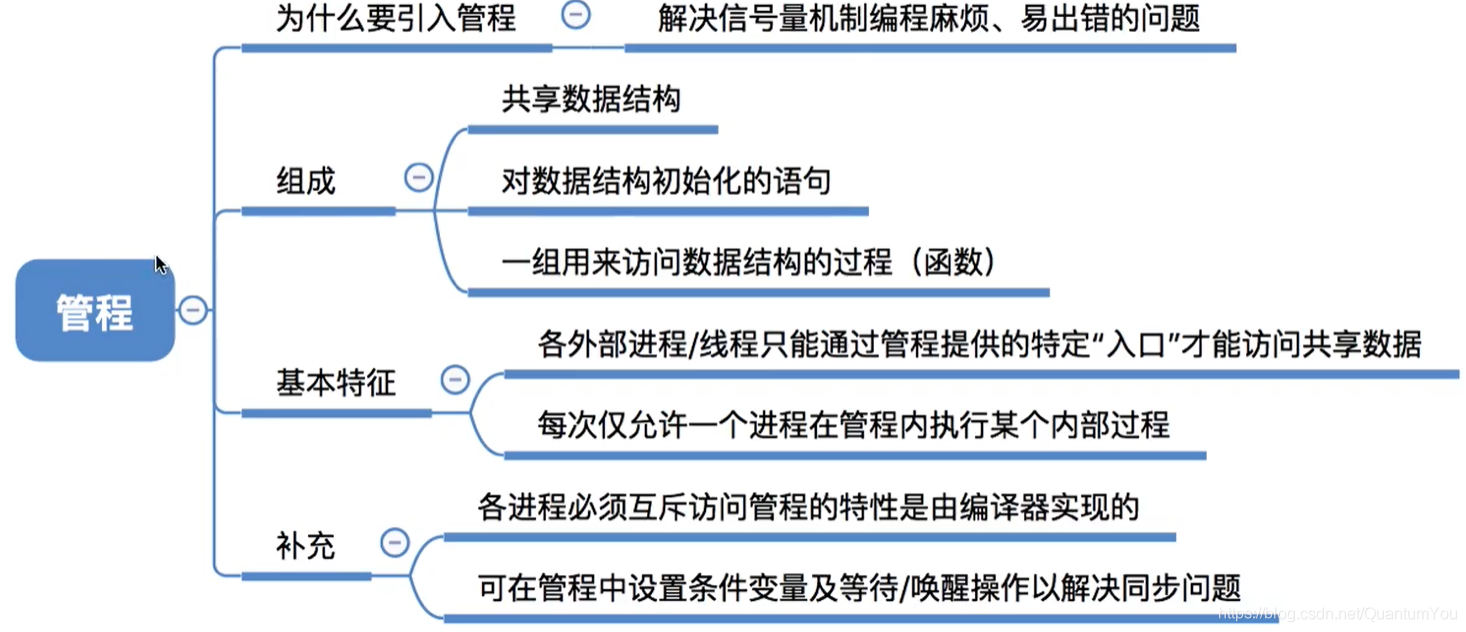 为什么要引入管程
解决信号量机制编程麻烦、易出错的问题
共享数据结构
组成
对数据结构初始化的语句
一组用来访问数据结构的过程（函数）
管程
各外部进程/线程只能通过管程提供的特定“入口”才能访问共享数据
基本特征
每次仅允许一个进程在管程内执行某个内部过程
各进程必须互斥访问管程的特性是由编译器实现的
补充
可在管程中设置条件变量及等待/唤醒操作以解决同步问题
https://blog.csdn.net/QuantumYou